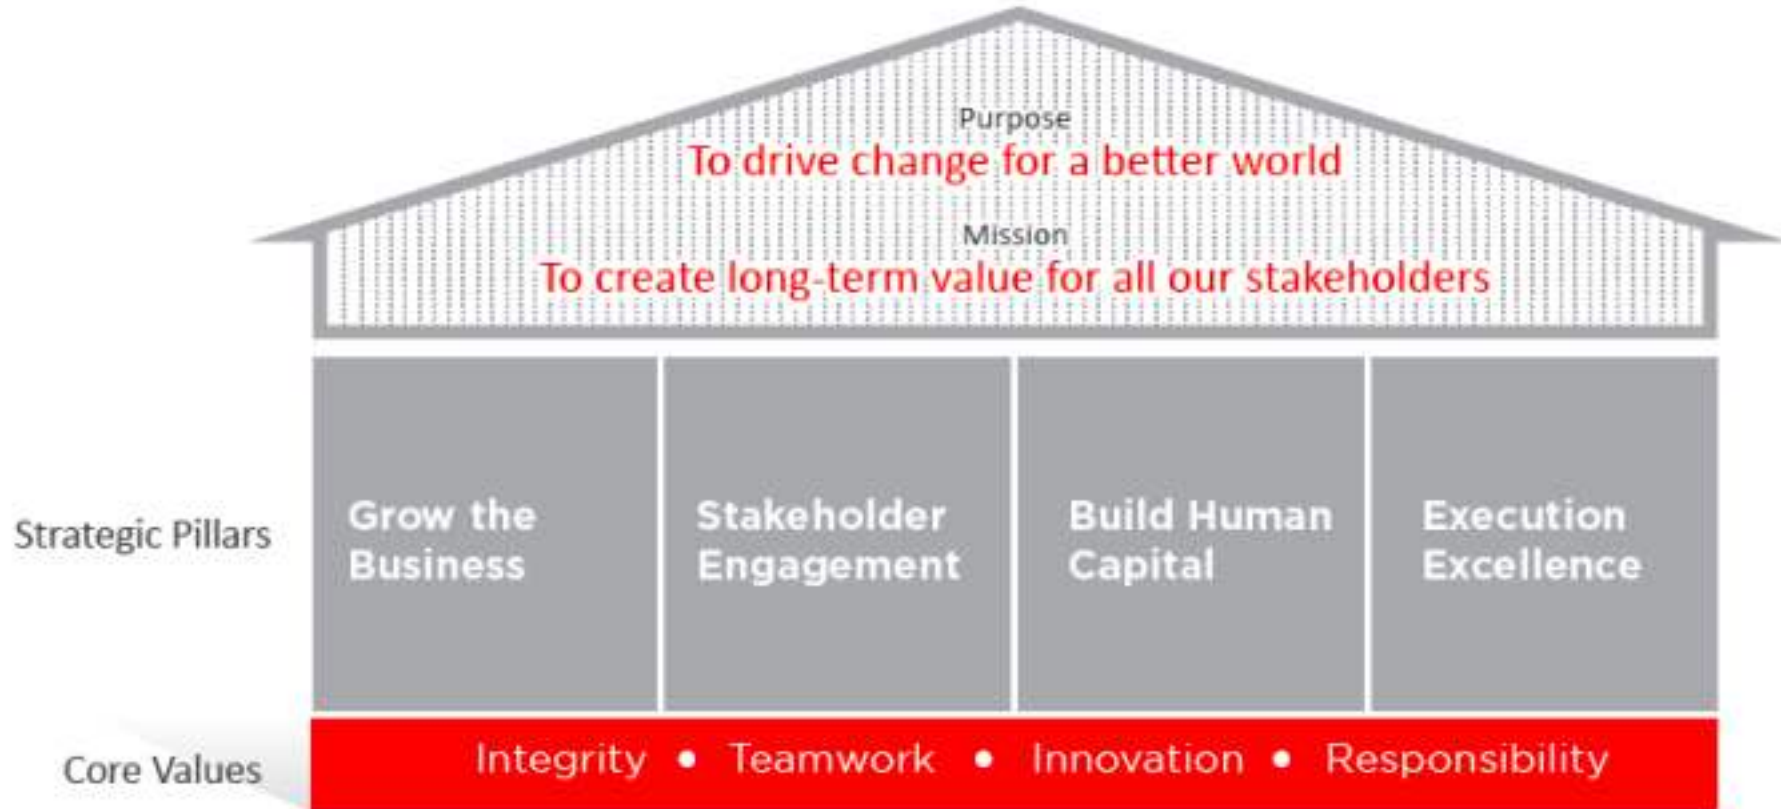 Purpose
To drive change for a better world
Mission
To create long-term value for all our stakeholders
Strategic Pillars
Grow the
Business
Stakeholder
Engagement
Build Human
Capital
Execution
Excellence
Core Values
Integrity • Teamwork • Innovation • Responsibility